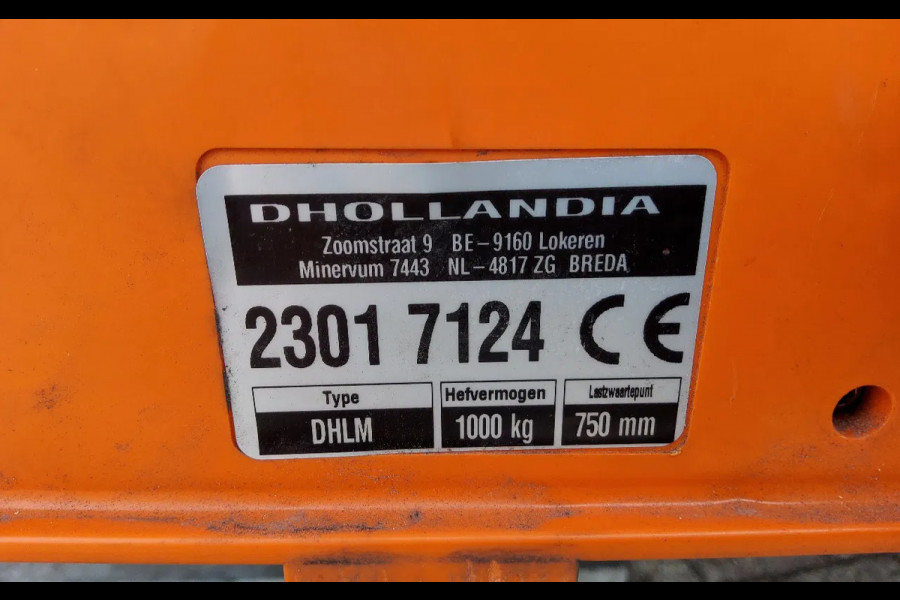 DHOLLANDIA
Zoomstraat 9 BE-9160 Lokeren
Minervum 7443 NL-4817 ZG BREDA
2301 7124 CE
Type Hefvermogen Lastzwaartepunt
DHLM 1000 kg 750 mm